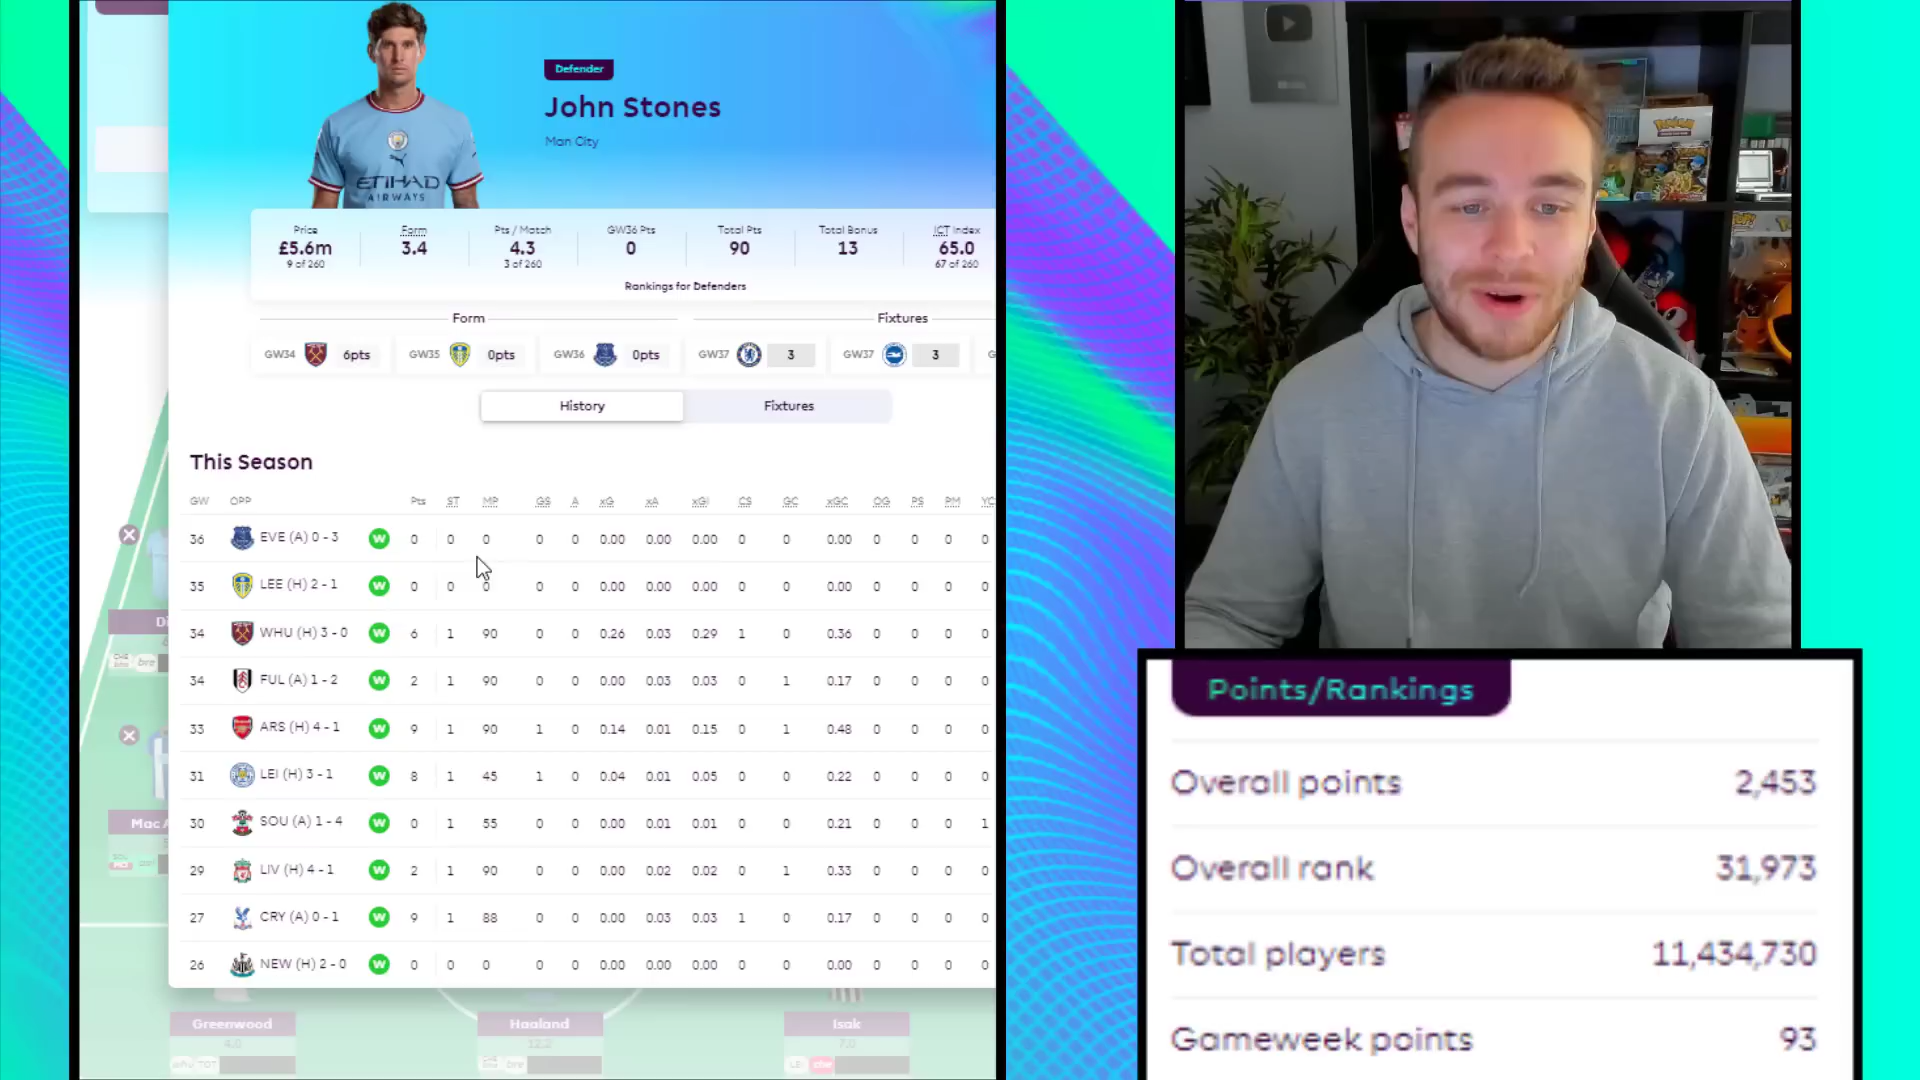 Defender
John Stones
Man City
ETIHAD
AIRWAYS
Price Form Pts / Match GW36 Pts Total Pts Total Bonus ICT Index
£5.6m 3.4 4.3 0 90 13 65.0
9 of 260 3 of 260 67 of 260
Rankings for Defenders
Form Fixtures
GW34 6pts GW35 0pts GW36 0pts GW37 3 GW37 3 G
History Fixtures
This Season
GW OPP Pts ST MP GS A xG xA xGI CS GC xGC OG PS PM YC
36 EVE (A) 0 - 3 W 0 0 0 0 0 0.00 0.00 0.00 0 0 0.00 0 0 0 0
35 LEE (H) 2 - 1 W 0 0 0 0 0 0.00 0.00 0.00 0 0 0.00 0 0 0 0
34 WHU (H) 3 - 0 W 6 1 90 0 0 0.26 0.03 0.29 1 0 0.36 0 0 0 0
34 FUL (A) 1 - 2 W 2 1 90 0 0 0.00 0.03 0.03 0 1 0.17 0 0 0 0
33 ARS (H) 4 - 1 W 9 1 90 1 0 0.14 0.01 0.15 0 1 0.48 0 0 0 0
31 LEI (H) 3 - 1 W 8 1 45 1 0 0.04 0.01 0.05 0 0 0.22 0 0 0 0
30 SOU (A) 1 - 4 W 0 1 55 0 0 0.00 0.01 0.01 0 0 0.21 0 0 0 1
29 LIV (H) 4 - 1 W 2 1 90 0 0 0.00 0.02 0.02 0 1 0.33 0 0 0 0
27 CRY (A) 0 - 1 W 9 1 88 0 0 0.00 0.03 0.03 1 0 0.17 0 0 0 0
26 NEW (H) 2 - 0 W 0 0 0 0 0 0.00 0.00 0.00 0 0 0.00 0 0 0 0
Di
bre
Mac A
Greenwood Haaland Isak
4.0 12.2 7.0
whu TOT bre LEI che
Pokémon
Points/Rankings
Overall points 2,453
Overall rank 31,973
Total players 11,434,730
Gameweek points 93